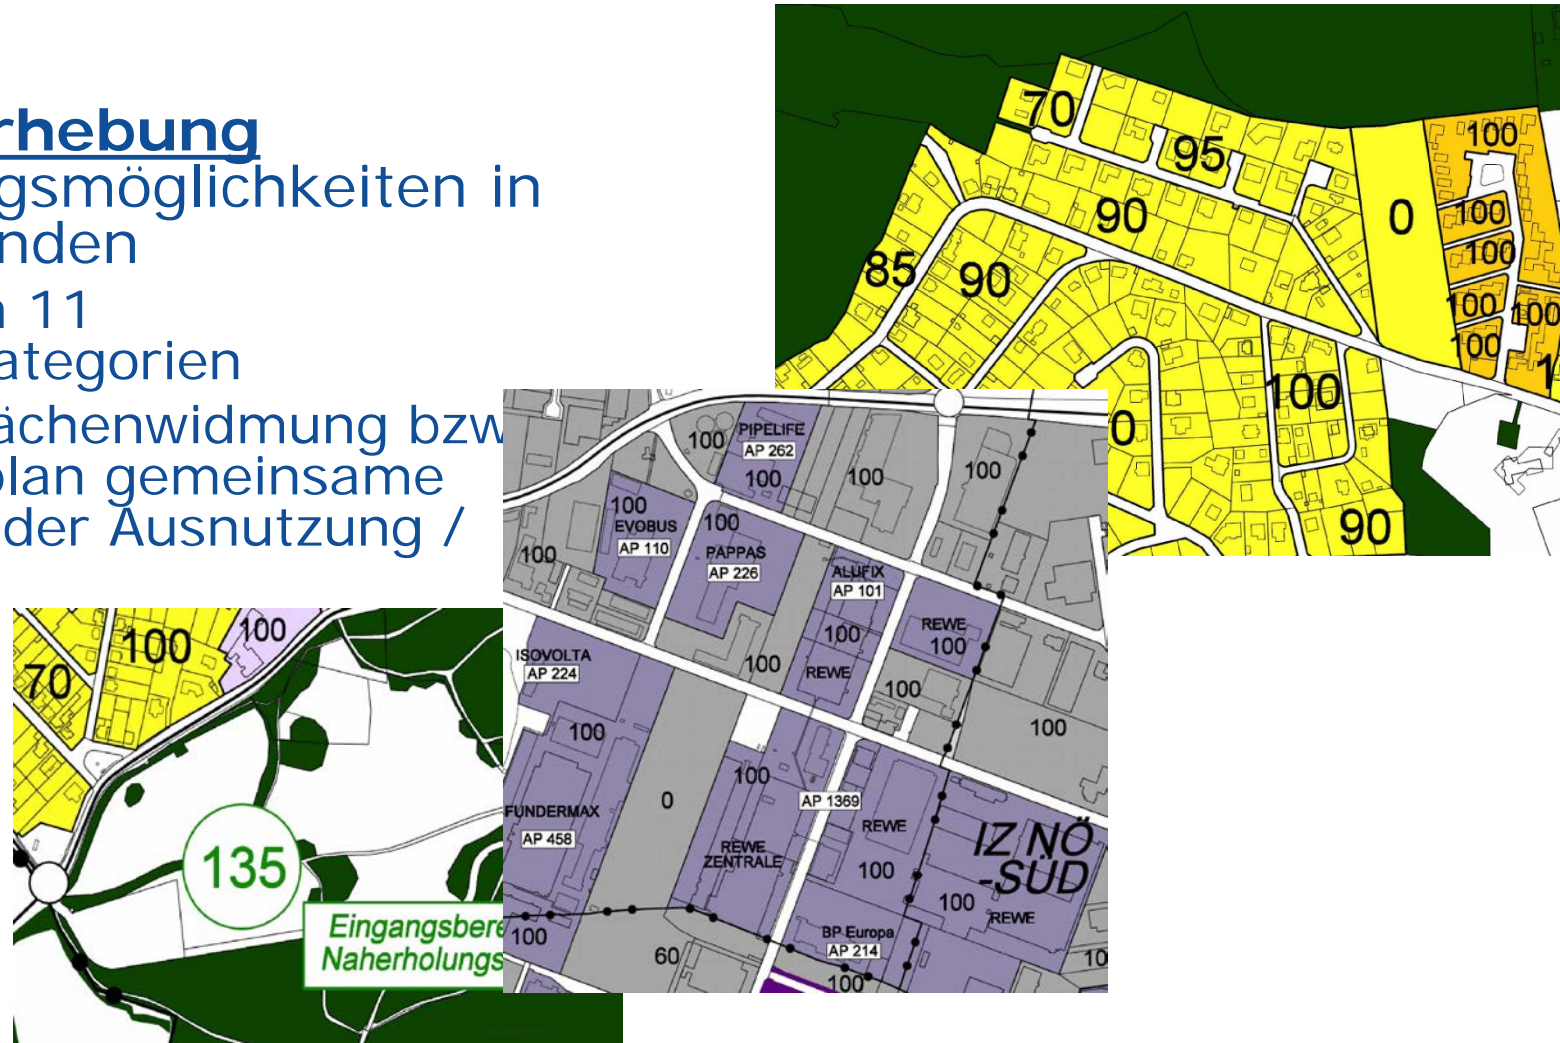 rhebung
gsmöglichkeiten in
nden
11
ategorien
ächenwidmung bzw
plan gemeinsame
der Ausnutzung /
70
95
100
90
0
100
85
90
100
100
100
100
100
0
100
90
PIPELIFE
AP 262
100
100
100
100
100
EVOBUS
AP 110
100
PAPPAS
AP 226
100
ALUFIX
AP 101
100
REWE
REWE
100
100
100
100
ISOVOLTA
AP 224
100
100
0
AP 1369
FUNDERMAX
AP 458
REWE
ZENTRALE
REWE
100
IZ NÖ
-SÜD
100
REWE
BP Europa
AP 214
100
60
100
10
70
100
100
135
Eingangsbere
Naherholungs